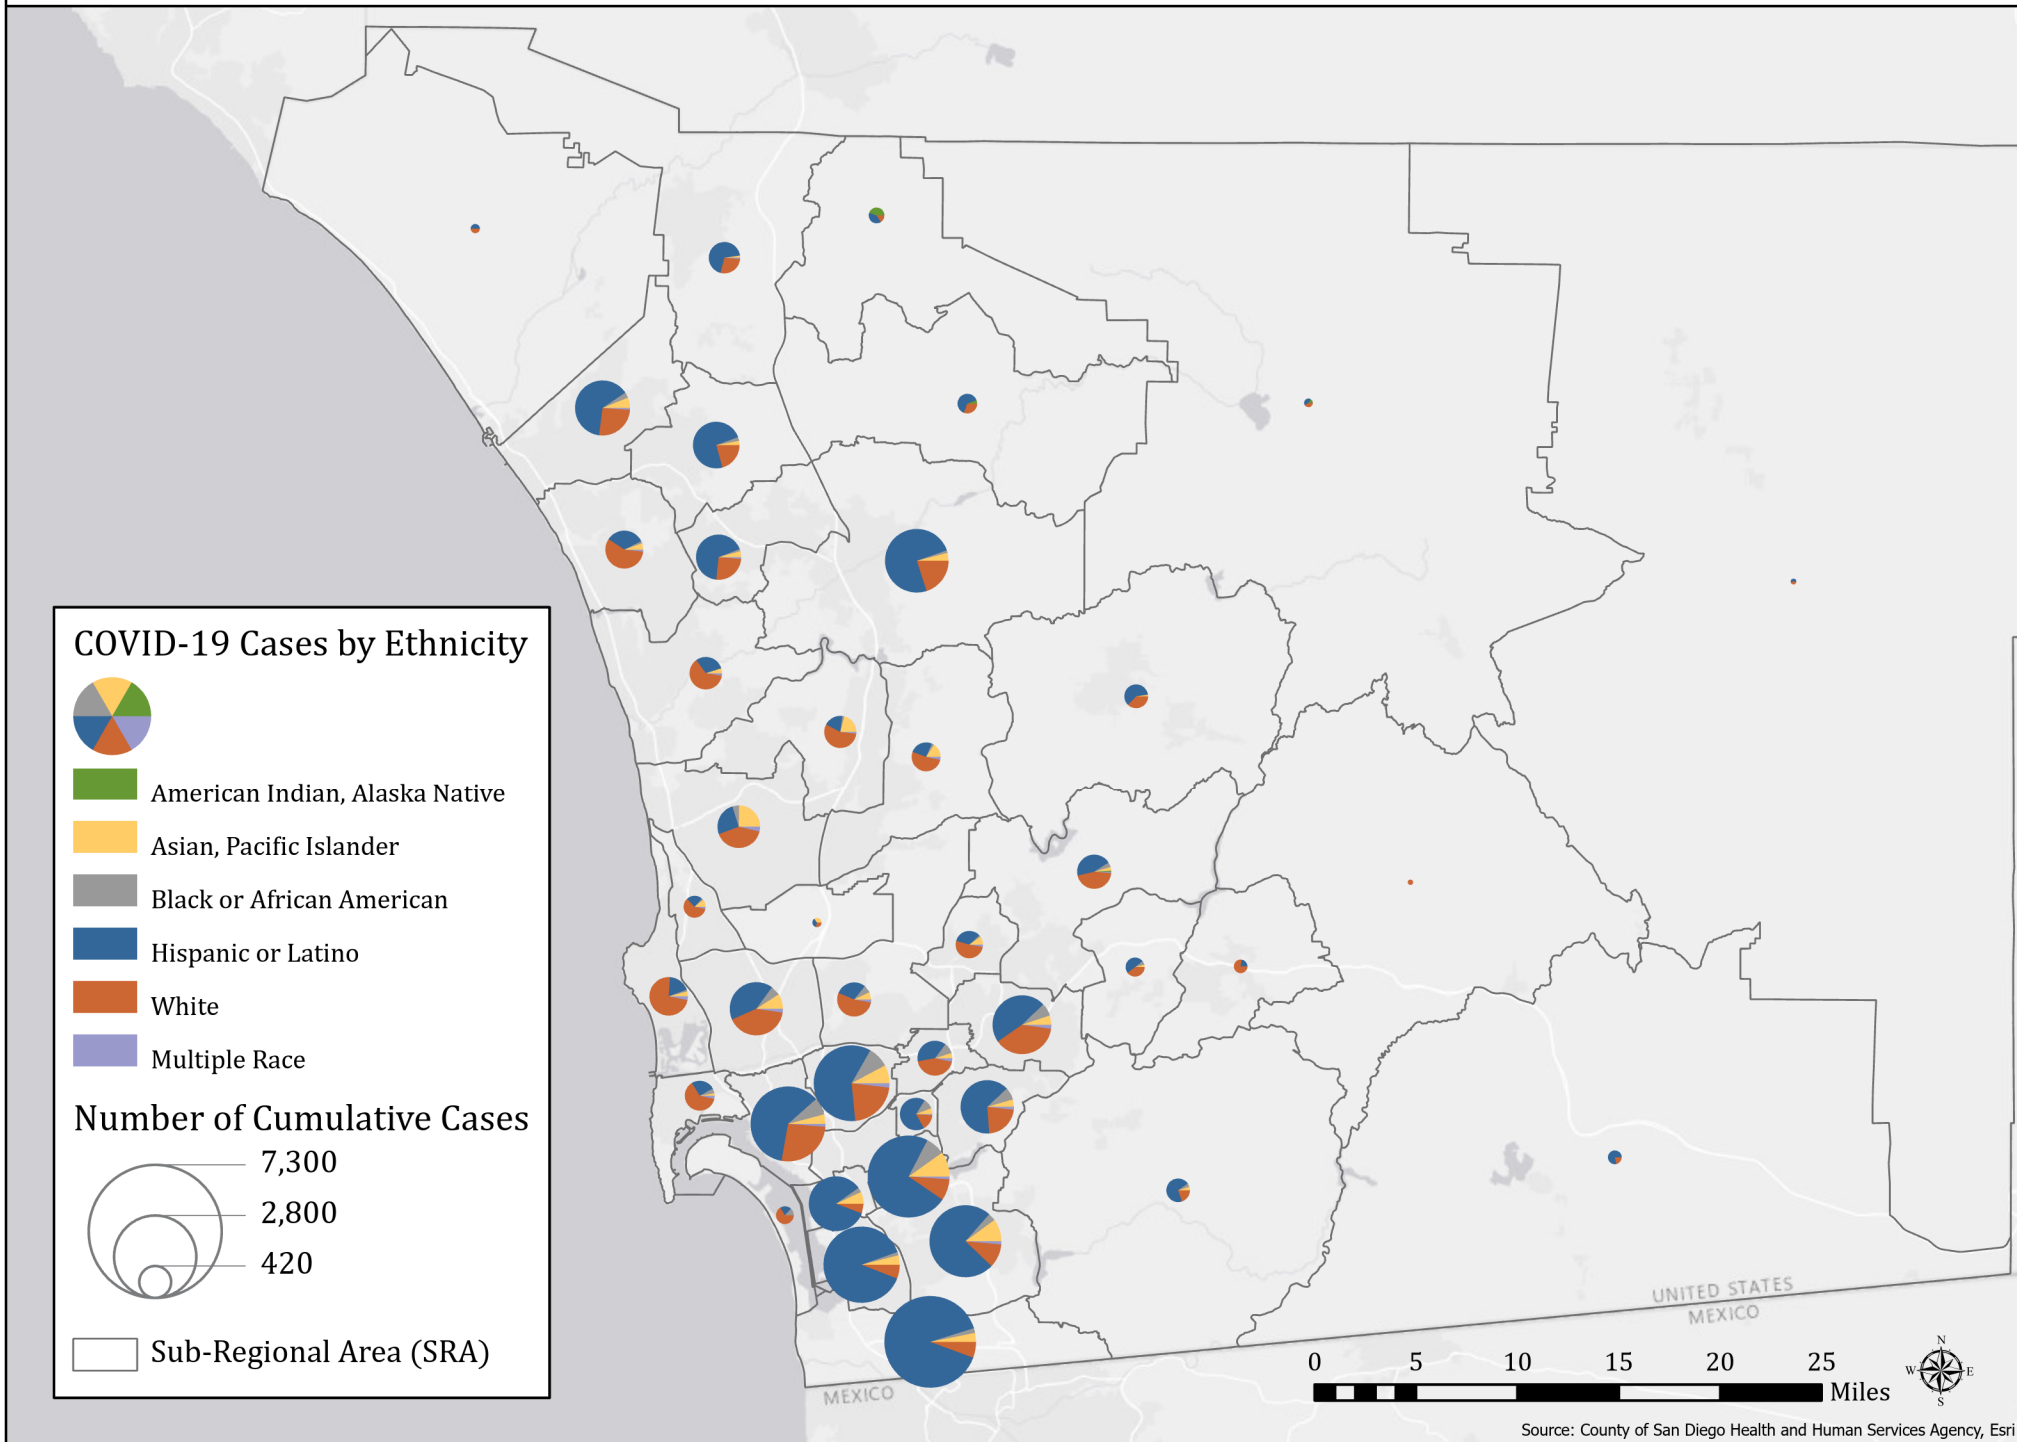 COVID-19 Cases by Ethnicity
American Indian, Alaska Native
Asian, Pacific Islander
Black or African American
Hispanic or Latino
White
Multiple Race
Number of Cumulative Cases
7,300
2,800
420
Sub-Regional Area (SRA)
UNITED STATES
MEXICO
MEXICO
0 5 10 15 20 25
Miles
N
W E
S
Source: County of San Diego Health and Human Services Agency, Esri